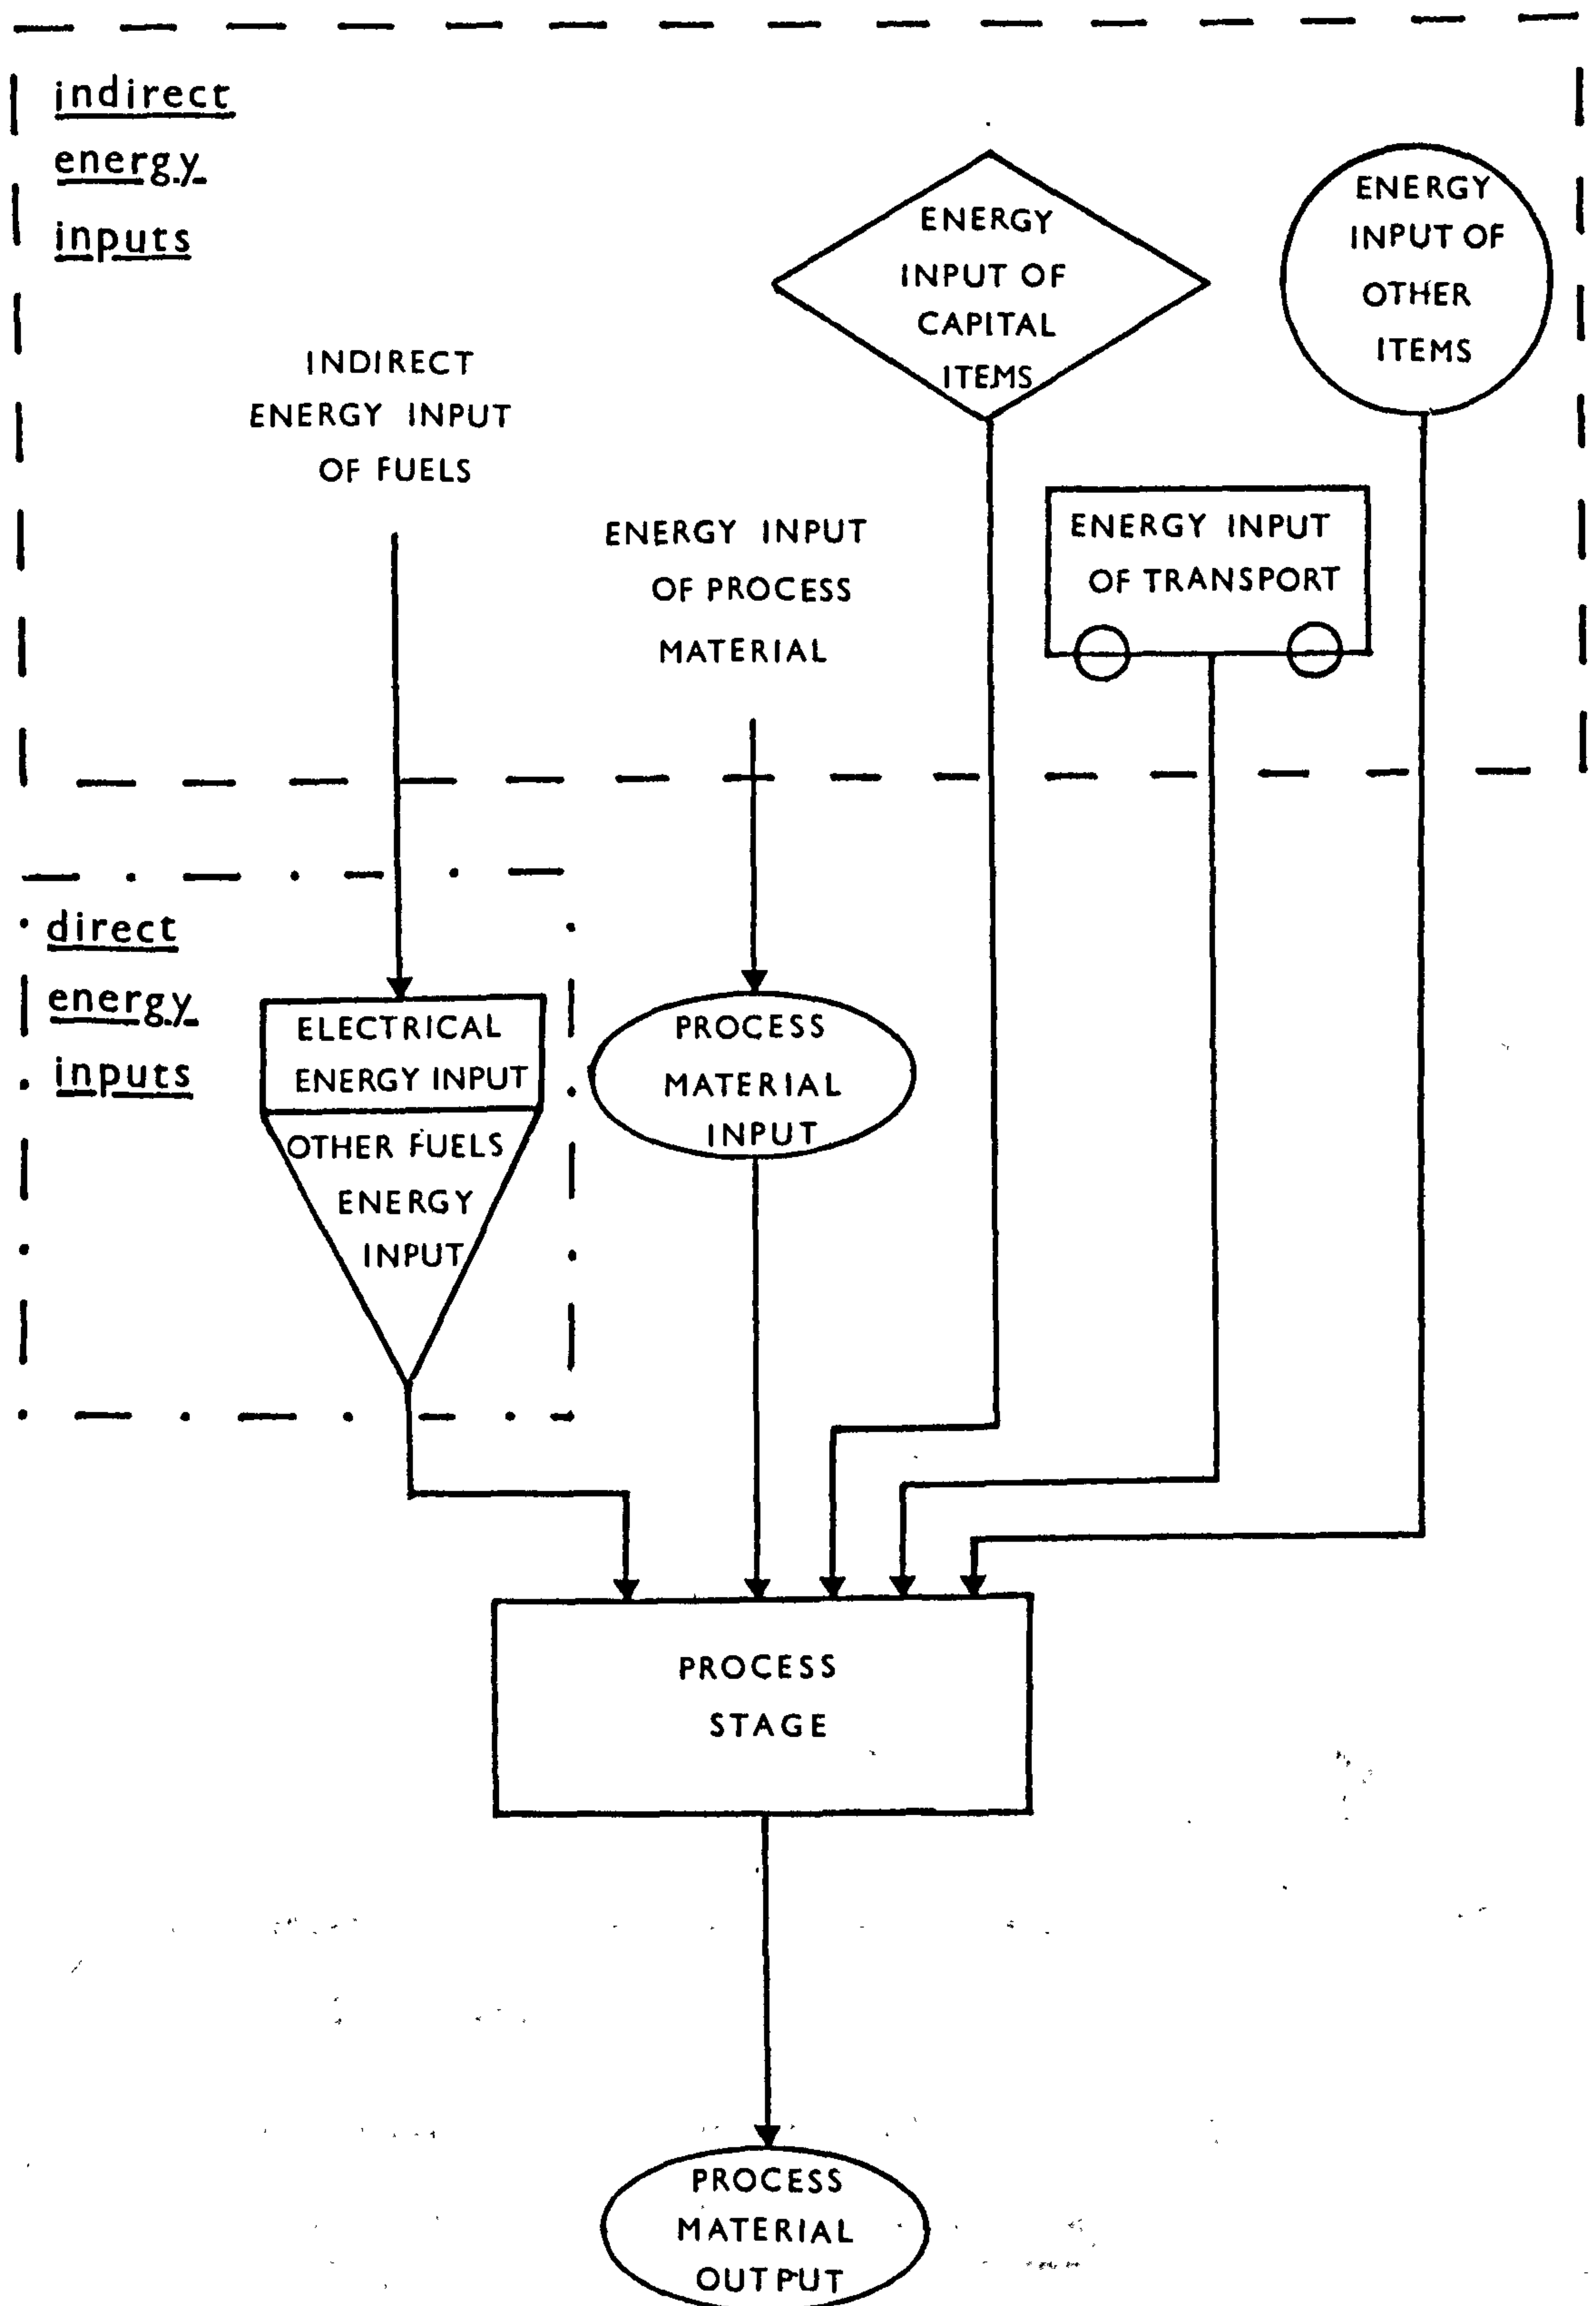 indirect
energy
inputs
ENERGY
INPUT OF
CAPITAL
ITEMS
ENERGY
INPUT OF
OTHER
ITEMS
INDIRECT
ENERGY INPUT
OF FUELS
ENERGY INPUT
OF PROCESS
MATERIAL
ENERGY INPUT
OF TRANSPORT
direct
energy
inputs
ELECTRICAL
ENERGY INPUT
OTHER FUELS
ENERGY
INPUT
PROCESS
MATERIAL
INPUT
PROCESS
STAGE
PROCESS
MATERIAL
OUTPUT